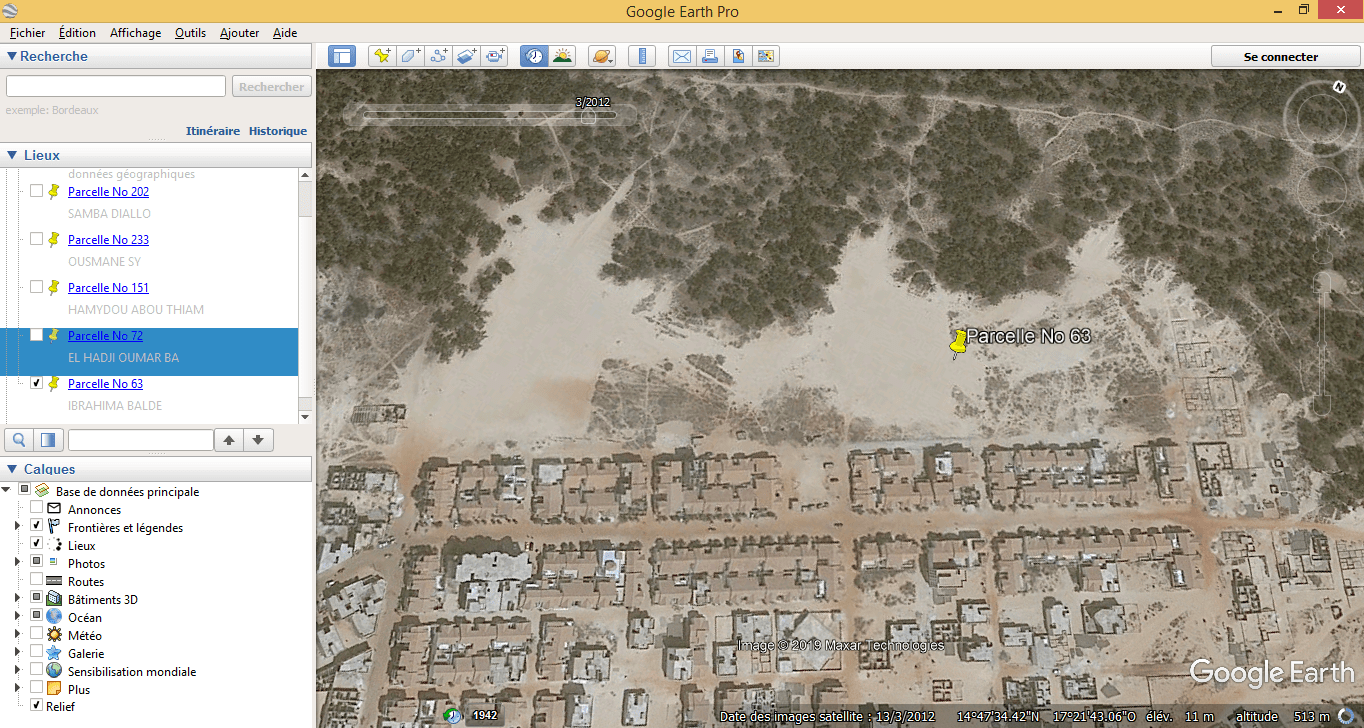 Google Earth Pro
Fichier Édition Affichage Outils Ajouter Aide
Recherche
Rechercher
exemple: Bordeaux
Itinéraire Historique
Lieux
données géographiques
Parcelle No 202
SAMBA DIALLO
Parcelle No 233
OUSMANE SY
Parcelle No 151
HAMYDOU ABOU THIAM
Parcelle No 72
EL HADJI OUMAR BA
Parcelle No 63
IBRAHIMA BALDE
Calques
Base de données principale
Annonces
Frontières et légendes
Lieux
Photos
Routes
Bâtiments 3D
Océan
Météo
Galerie
Sensibilisation mondiale
Plus
Relief
Se connecter
3/2012
N
Parcelle No 63
Image © 2019 Maxar Technologies
Google Earth
1942
Date des images satellite : 13/3/2012 14°47'34.42"N 17°21'43.06"O élév. 11 m altitude 513 m